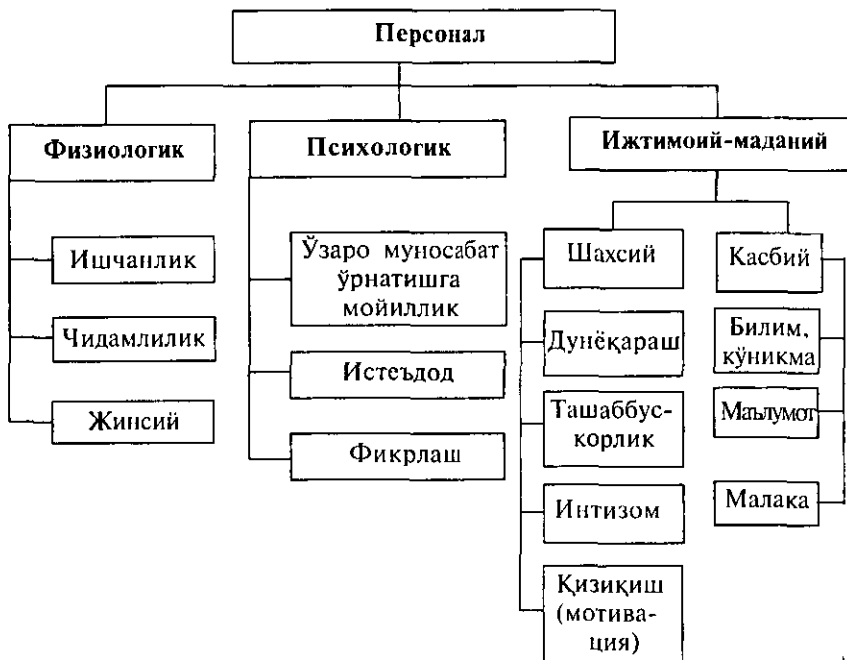 Персонал
Физиологик
Психологик
Ижтимоий-маданий
Ишчанлик
Чидамлилик
Жинсий
Ўзаро муносабат
ўрнатишга
мойиллик
Истеъдод
Фикрлаш
Шахсий
Дунёқараш
Ташаббус-
корлик
Интизом
Қизиқиш
(мотива-
ция)
Касбий
Билим,
кўникма
Маълумот
Малака